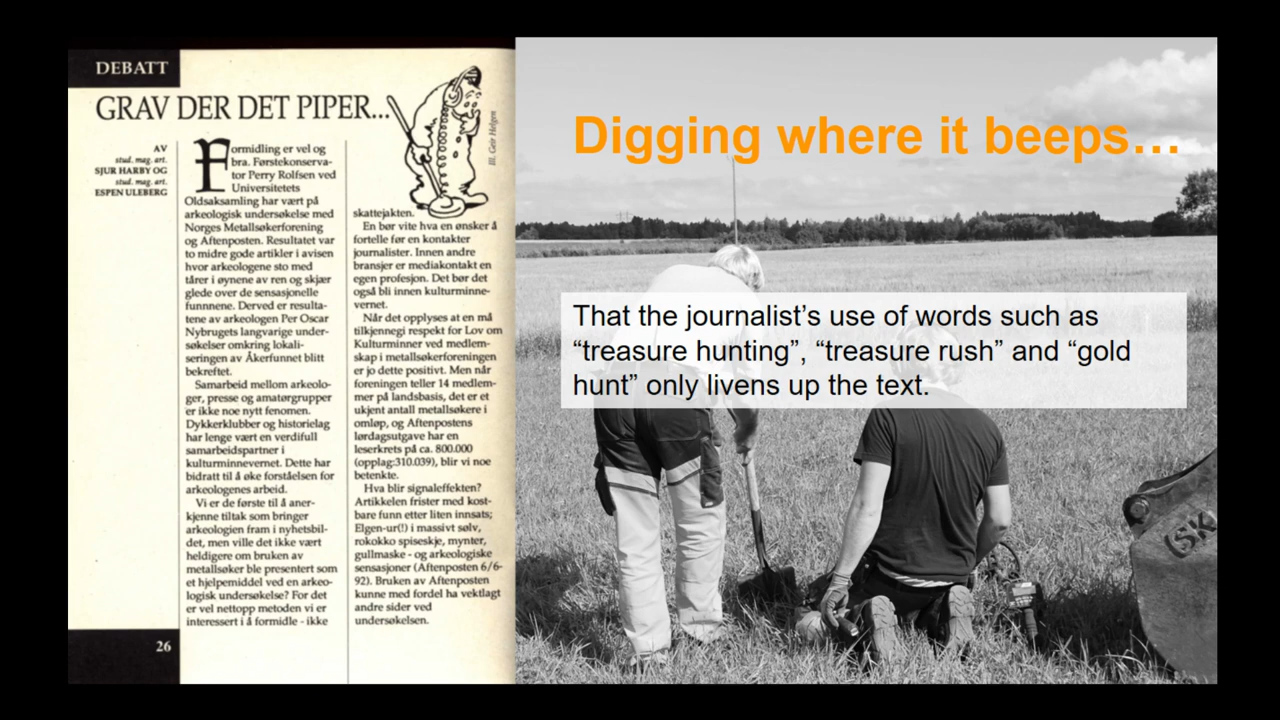 DEBATT
GRAV DER DET PIPER...
AV
stud. mag. art.
SJUR HARBY OG
stud. mag. art.
ESPEN ULEBERG
Formidling er vel og
bra. Førstekonserva-
tor Perry Rolfsen ved
Universitetets
Oldsaksamling har vært på
arkeologisk undersøkelse med
Norges Metallsøkerforening
og Aftenposten. Resultatet var
to midre gode artikler i avisen
hvor arkeologene sto med
tårer i øynene av ren og skjær
glede over de sensasjonelle
funnnene. Derved er resulta-
tene av arkeologen Per Oscar
Nybrugets langvarige under-
søkelser omkring lokali-
seringen av Åkerfunnet blitt
bekreftet.
Samarbeid mellom arkeolo-
ger, presse og amatørgrupper
er ikke noe nytt fenomen.
Dykkerklubber og historielag
har lenge vært en verdifull
samarbeidspartner i
kulturminnevernet. Dette har
bidratt til å øke forståelsen for
arkeologenes arbeid.
Vi er de første til å aner-
kjenne tiltak som bringer
arkeologien fram i nyhetsbil-
det, men ville det ikke vært
heldigere om bruken av
metallsøker ble presentert som
et hjelpemiddel ved en arkeo-
logisk undersøkelse? For det
er vel nettopp metoden vi er
interessert i å formidle - ikke
skattejakten.
En bør vite hva en ønsker å
fortelle før en kontakter
journalister. Innen andre
bransjer er mediakontakt en
egen profesjon. Det bør det
også bli innen kulturminne-
vernet.
Når det opplyses at en må
tilkjennegi respekt for Lov om
Kulturminner ved medlem-
skap i metallsøkerforeningen
er jo dette positivt. Men når
foreningen teller 14 medlem-
mer på landsbasis, det er et
ukjent antall metallsøkere i
omløp, og Aftenpostens
lørdagsutgave har en
leserkrets på ca. 800.000
(opplag:310.039), blir vi noe
betenkte.
Hva blir signaleffekten?
Artikkelen frister med kost-
bare funn etter liten innsats;
Elgen-ur(!) i massivt sølv,
rokokko spiseskje, mynter,
gullmaske - og arkeologiske
sensasjoner (Aftenposten 6/6-
92). Bruken av Aftenposten
kunne med fordel ha vektlagt
andre sider ved
undersøkelsen.
Ill. Geir Helgen
26
Digging where it beeps…
That the journalist’s use of words such as
“treasure hunting”, “treasure rush” and “gold
hunt” only livens up the text.
(SK